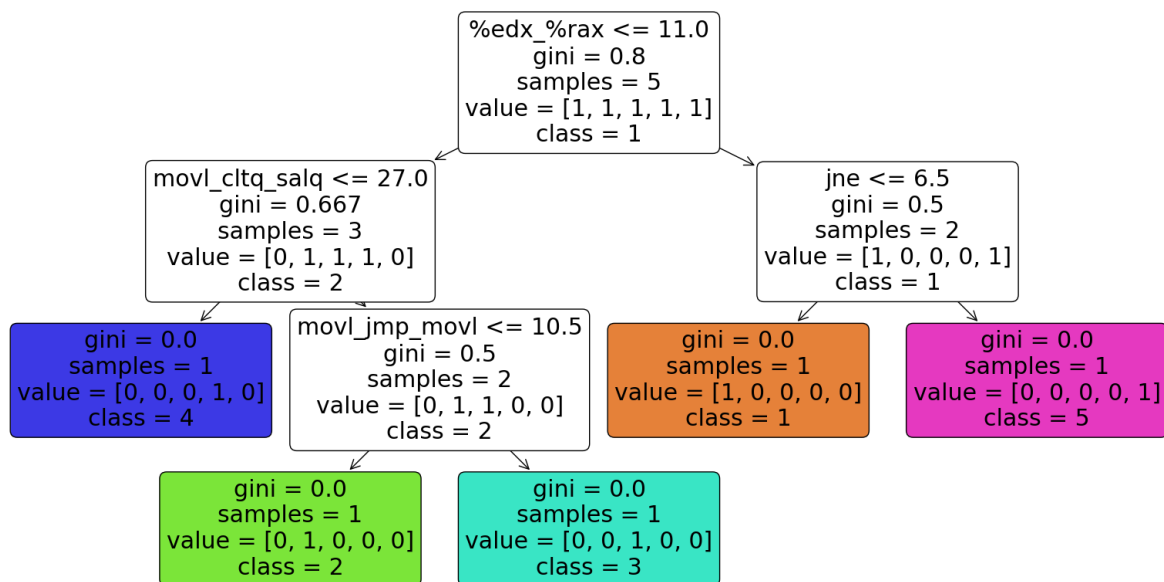 %edx_%rax <= 11.0
gini = 0.8
samples = 5
value = [1, 1, 1, 1, 1]
class = 1
movl_cltq_salq <= 27.0
gini = 0.667
samples = 3
value = [0, 1, 1, 1, 0]
class = 2
jne <= 6.5
gini = 0.5
samples = 2
value = [1, 0, 0, 0, 1]
class = 1
gini = 0.0
samples = 1
value = [0, 0, 0, 1, 0]
class = 4
movl_jmp_movl <= 10.5
gini = 0.5
samples = 2
value = [0, 1, 1, 0, 0]
class = 2
gini = 0.0
samples = 1
value = [1, 0, 0, 0, 0]
class = 1
gini = 0.0
samples = 1
value = [0, 0, 0, 0, 1]
class = 5
gini = 0.0
samples = 1
value = [0, 1, 0, 0, 0]
class = 2
gini = 0.0
samples = 1
value = [0, 0, 1, 0, 0]
class = 3